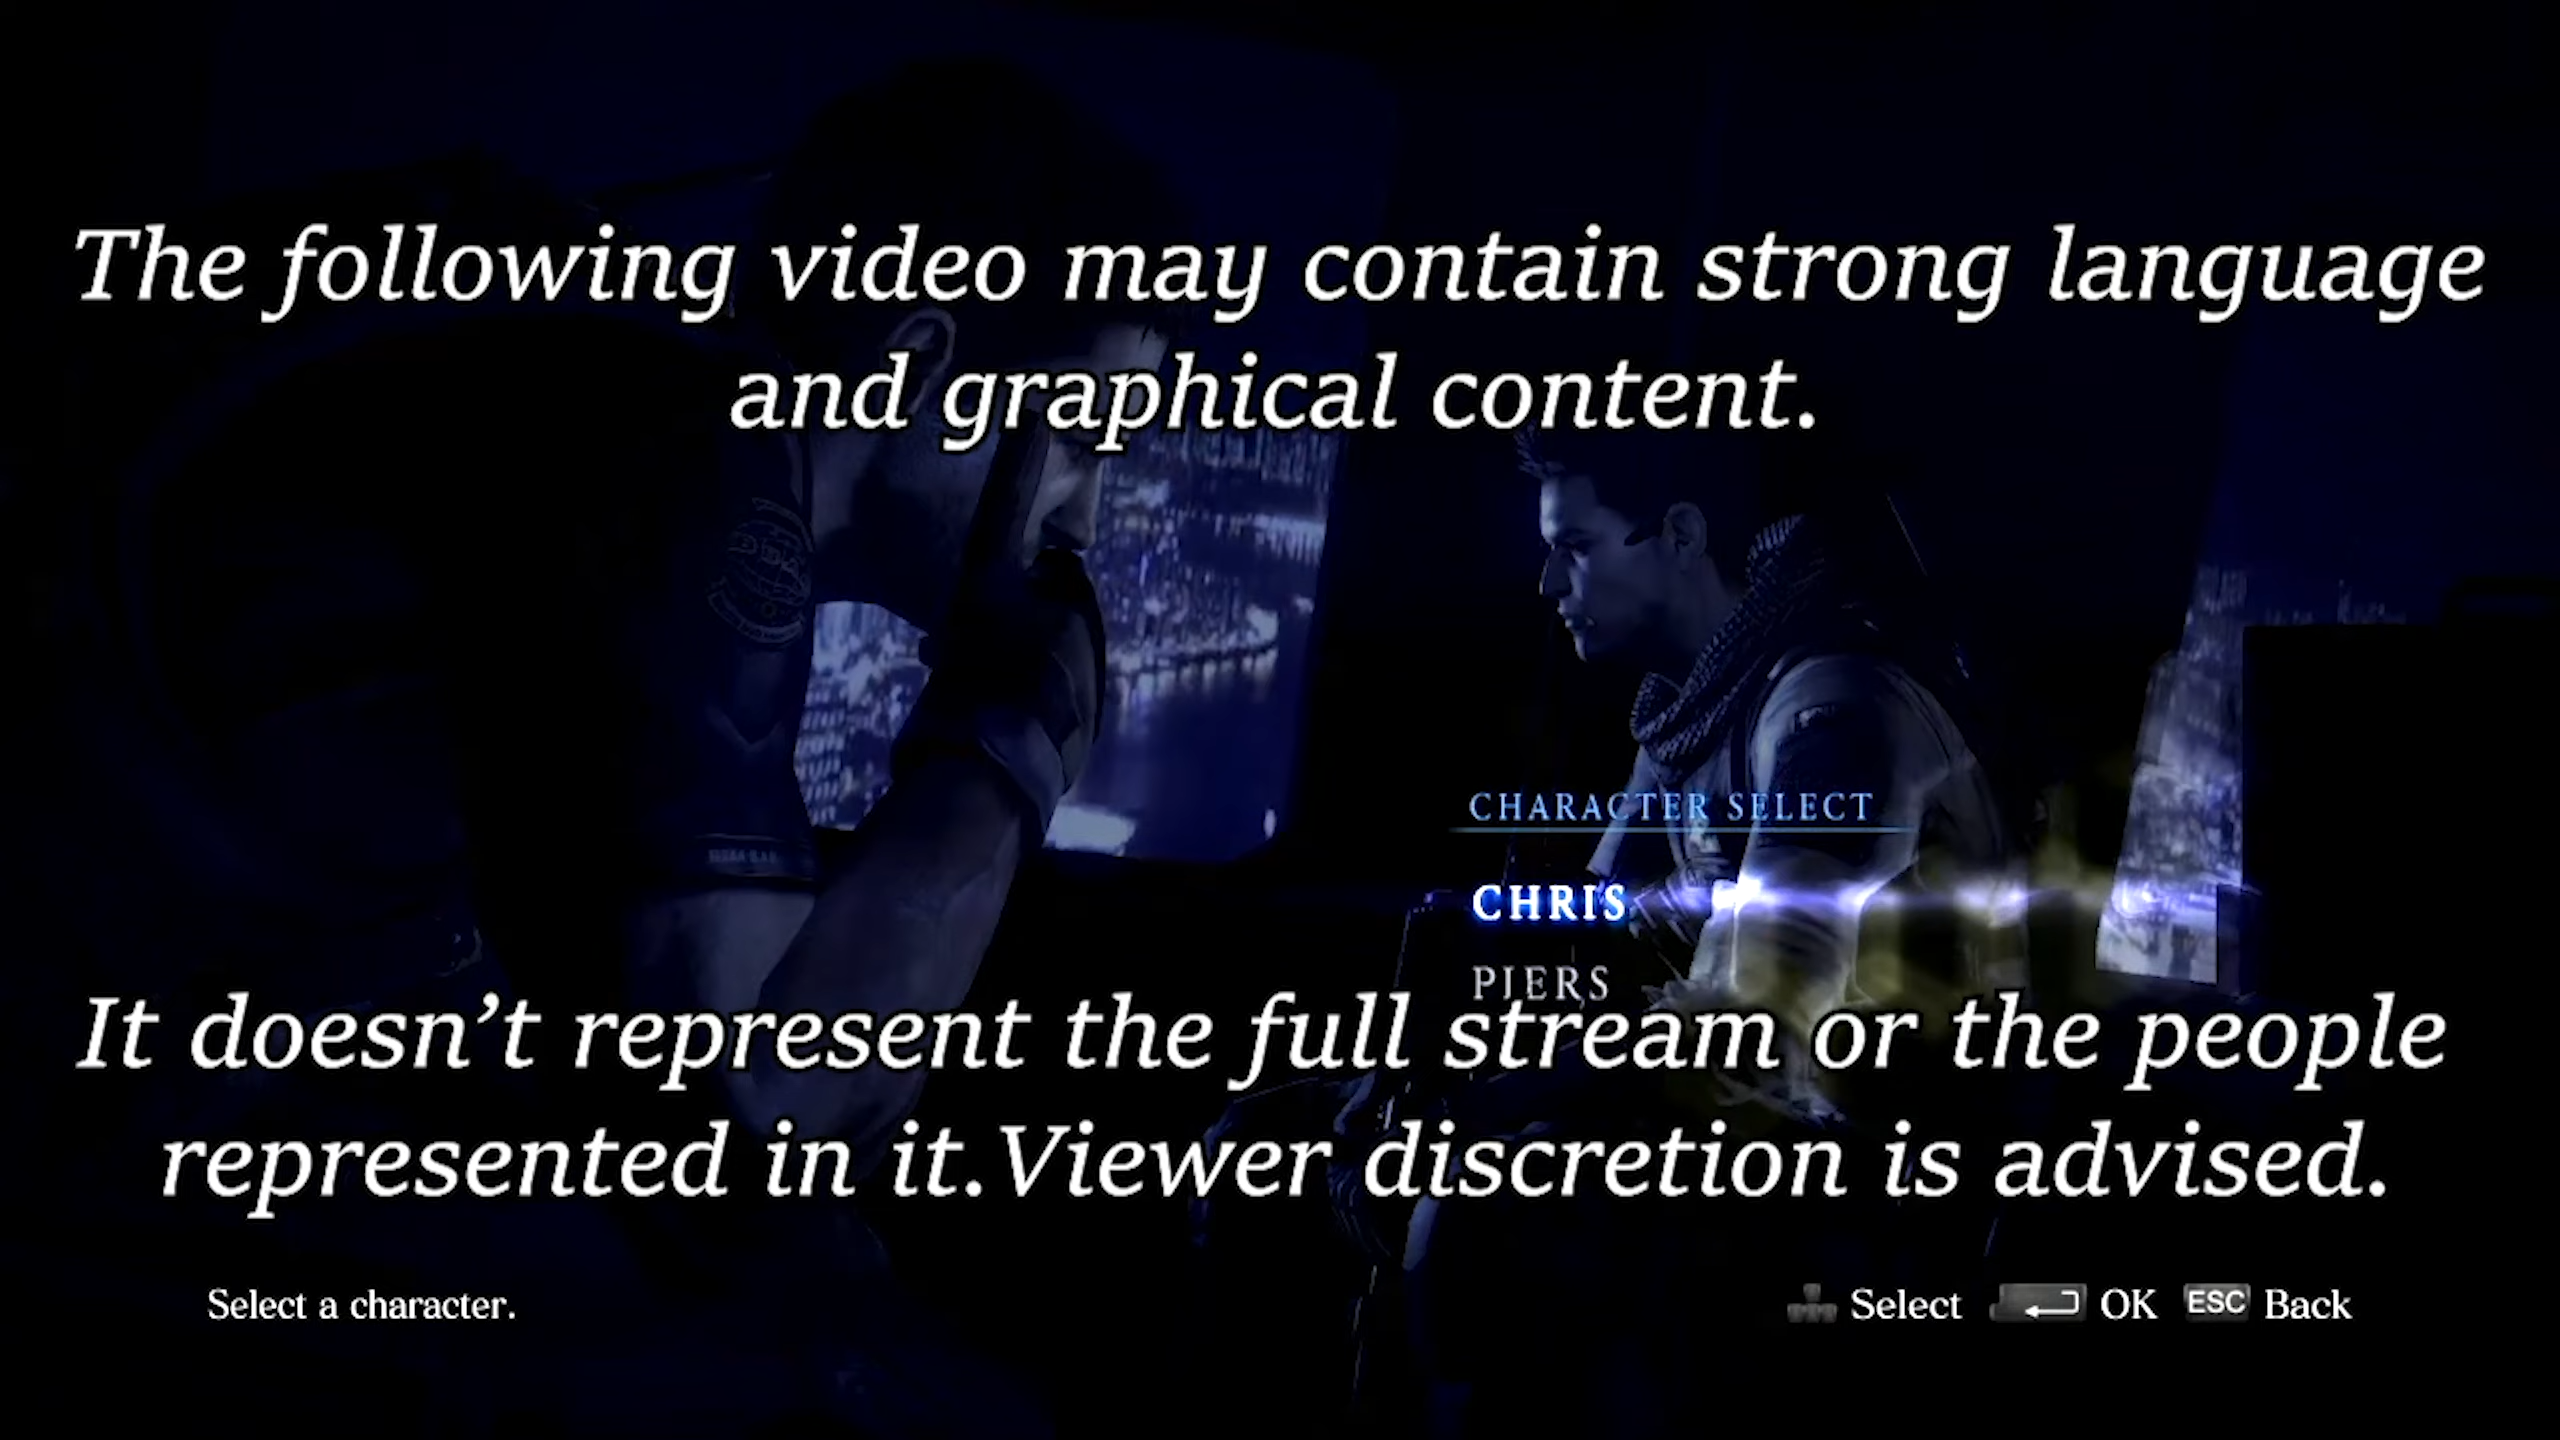 The following video may contain strong language
and graphical content.
CHARACTER SELECT
CHRIS
PIERS
It doesn't represent the full stream or the people
represented in it.Viewer discretion is advised.
Select a character.
Select OK ESC Back